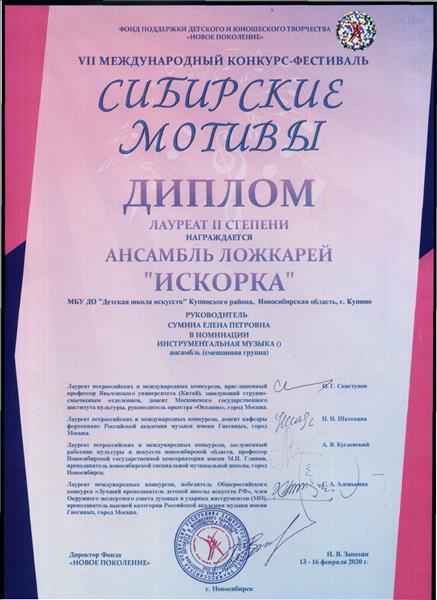 ФОНД ПОДДЕРЖКИ ДЕТСКОГО И ЮНОШЕСКОГО ТВОРЧЕСТВА
«НОВОЕ ПОКОЛЕНИЕ»
VII МЕЖДУНАРОДНЫЙ КОНКУРС-ФЕСТИВАЛЬ
СИБИРСКИЕ
МОТИВЫ
ДИПЛОМ
ЛАУРЕАТ II СТЕПЕНИ
НАГРАЖДАЕТСЯ
АНСАМБЛЬ ЛОЖКАРЕЙ
"ИСКОРКА"
МБУ ДО "Детская школа искусств" Купинского района, Новосибирская область, г. Купино
РУКОВОДИТЕЛЬ
СУМИНА ЕЛЕНА ПЕТРОВНА
В НОМИНАЦИИ
ИНСТРУМЕНТАЛЬНАЯ МУЗЫКА ()
ансамбль (смешанная группа)
Лауреат всероссийских и международных конкурсов, приглашенный
профессор Яньчэнского университета (Китай), заведующий струнно-
смычковым отделением, доцент Московского государственного
института культуры, руководитель оркестра «Октавио», город Москва.
О. Г. Свистунов
Лауреат всероссийских и международных конкурсов, доцент кафедры
фортепиано Российской академии музыки имени Гнесиных, город
Москва.
Н. Н. Шатохина
Лауреат всероссийских и международных конкурсов, заслуженный
работник культуры и искусств новосибирской области, профессор
Новосибирской государственной консерватории имени М.И. Глинки,
преподаватель новосибирской специальной музыкальной школы, город
Новосибирск.
Л. В. Кугаевский
Лауреат международных конкурсов, победитель Общероссийского
конкурса «Лучший преподаватель детской школы искусств РФ», член
Окружного экспертного совета духовых и ударных инструментов (МО),
преподаватель высшей категории Российской академии музыки имени
Гнесиных, город Москва.
А. Аленькина
Директор Фонда
«НОВОЕ ПОКОЛЕНИЕ»
И. В. Запозин
13 - 16 февраля 2020 г.
г. Новосибирск